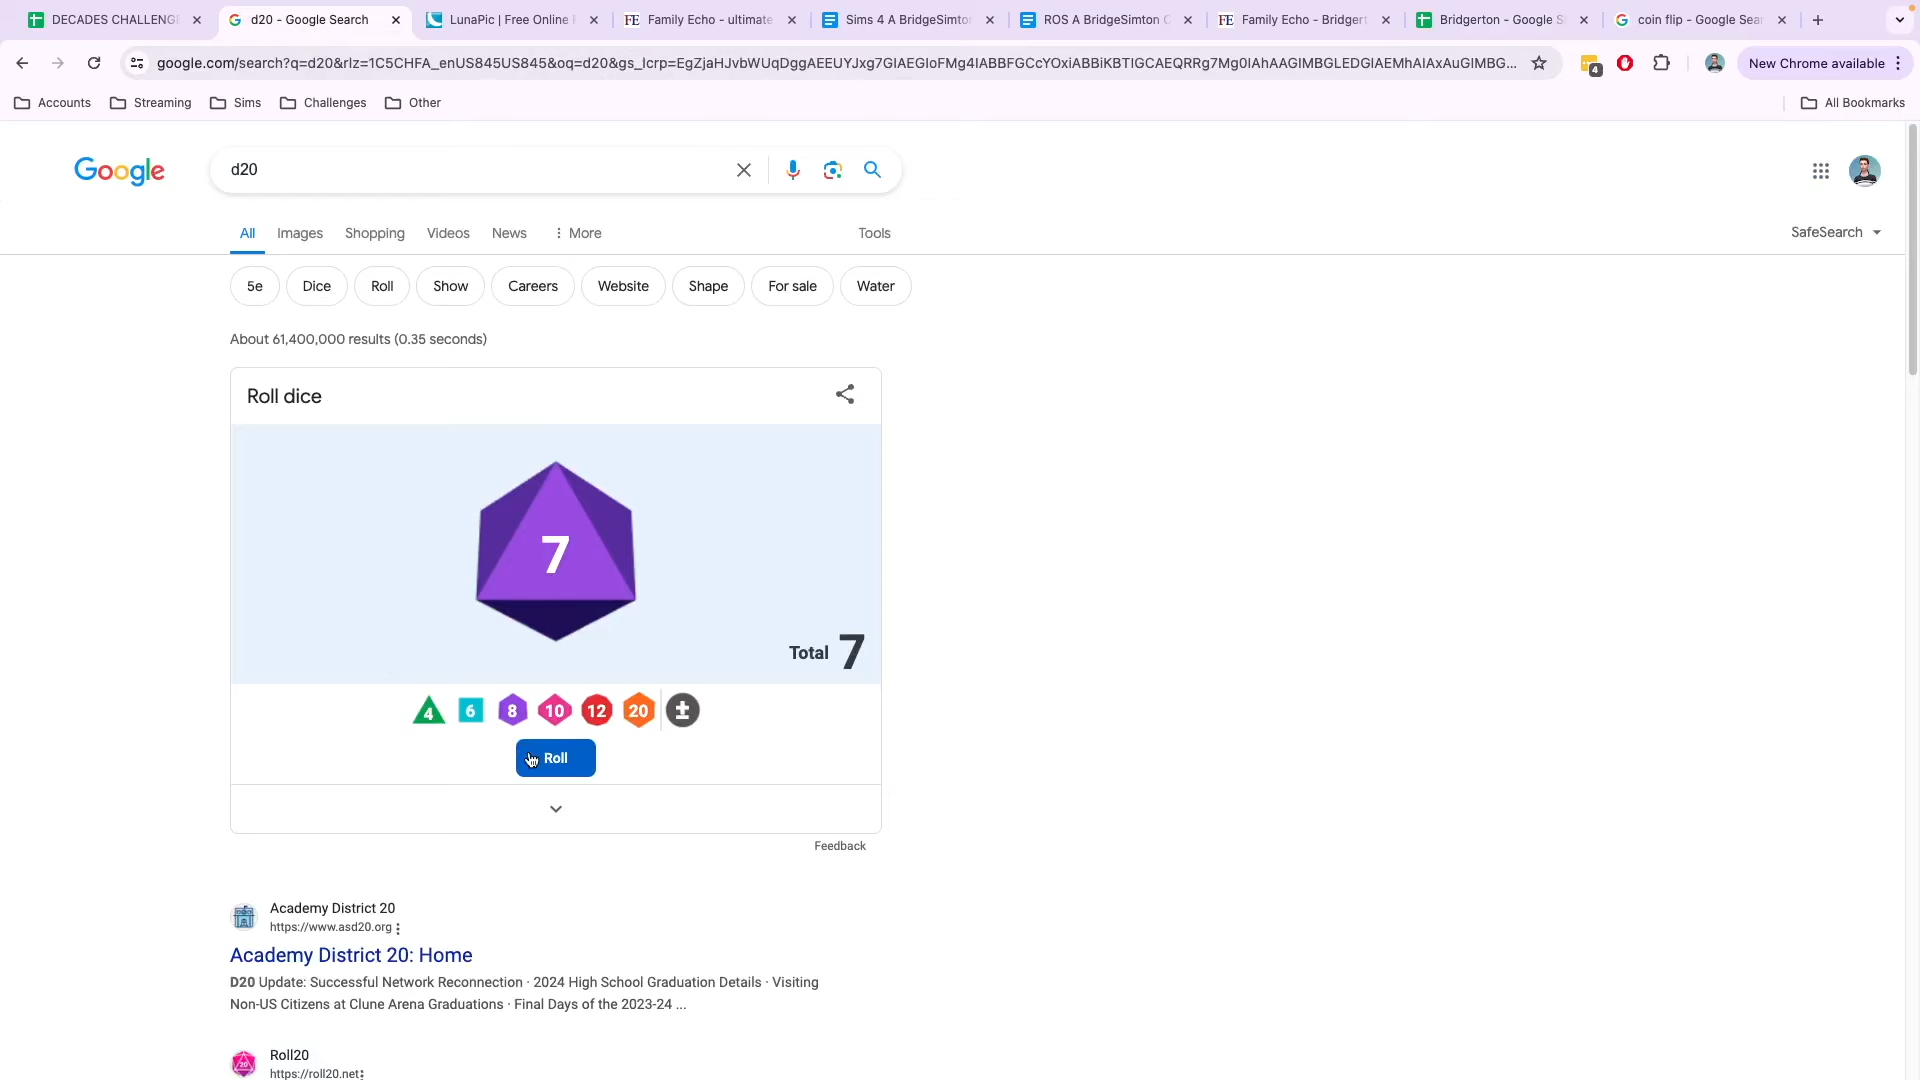 DECADES CHALLENG
d20 - Google Search
LunaPic | Free Online
FE Family Echo - ultimate
Sims 4 A BridgeSimto
ROS A BridgeSimton
FE Family Echo - Bridgert
Bridgerton - Google S
coin flip - Google Sea
google.com/search?q=d20&rlz=1C5CHFA_enUS845US845&oq=d20&gs_lcrp=EgZjaHJvbWUqDggAEEUYJxg7GIAEGIoFMg4IABBFGCcYOxiABBiKBTIGCAEQRRg7Mg0IAhAAGIMBGLEDGIAEMhAIAxAuGIMBG...
4
New Chrome available
Accounts
Streaming
Sims
Challenges
Other
All Bookmarks
Google
d20
All
Images
Shopping
Videos
News
More
Tools
SafeSearch
5e
Dice
Roll
Show
Careers
Website
Shape
For sale
Water
About 61,400,000 results (0.35 seconds)
Roll dice
7
Total 7
4
6
8
10
12
20
±
Roll
Feedback
Academy District 20
https://www.asd20.org
Academy District 20: Home
D20 Update: Successful Network Reconnection · 2024 High School Graduation Details · Visiting
Non-US Citizens at Clune Arena Graduations · Final Days of the 2023-24 ...
20
Roll20
https://roll20.net